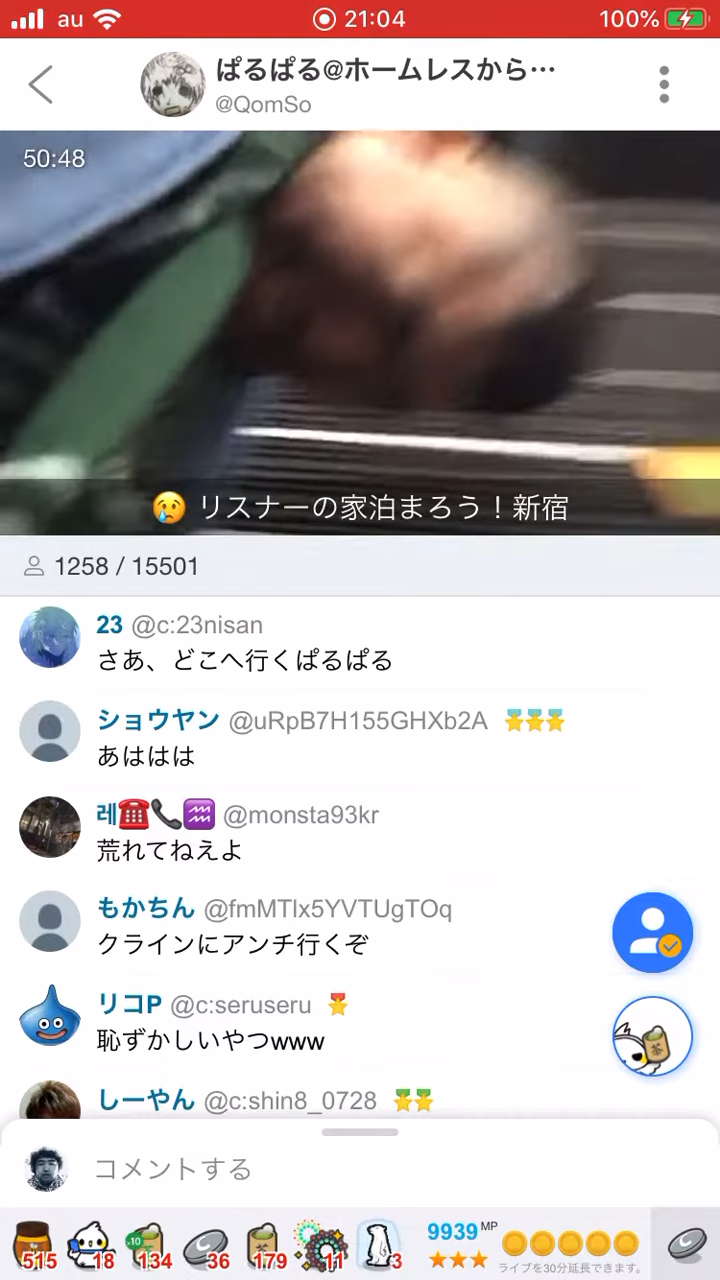 au 21:04 100%
ぱるぱる@ホームレスから…
@QomSo
50:48
😢 リスナーの家泊まろう！新宿
1258 / 15501
23 @c:23nisan
さあ、どこへ行くぱるぱる
ショウヤン @uRpB7H155GHXb2A
あははは
레☎️📞♒ @monsta93kr
荒れてねえよ
もかちん @fmMTlx5YVTUgTOq
クラインにアンチ行くぞ
リコP @c:seruseru
恥ずかしいやつwww
しーやん @c:shin8_0728
コメントする
515 18 +10 134 36 茶 179 11 3 9939 MP
ライブを30分延長できます。